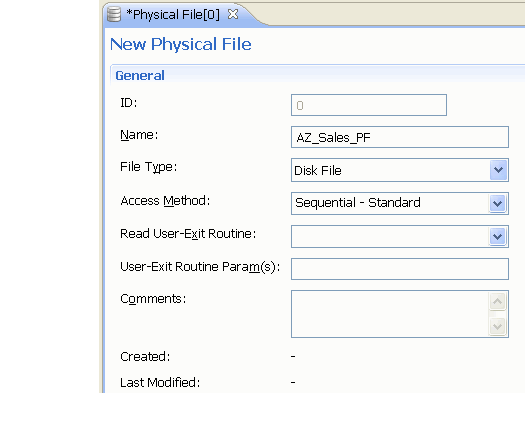 *Physical File[0]
New Physical File
General
ID: 0
Name: AZ_Sales_PF
File Type: Disk File
Access Method: Sequential - Standard
Read User-Exit Routine:
User-Exit Routine Param(s):
Comments:
Created: -
Last Modified: -